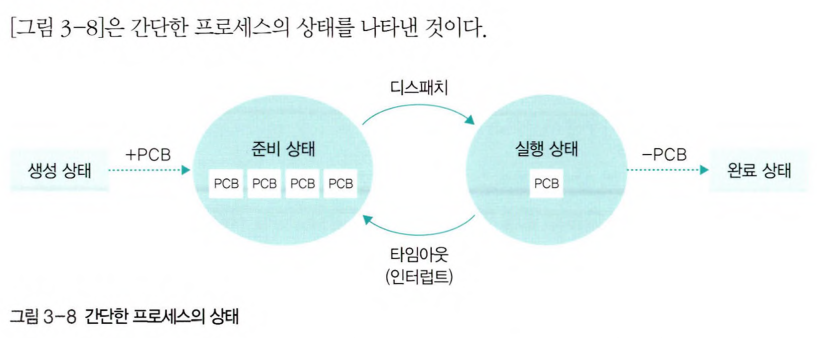 [그림 3-8]은 간단한 프로세스의 상태를 나타낸 것이다.
디스패치
생성 상태
+PCB
준비 상태
PCB PCB PCB PCB
실행 상태
PCB
-PCB
완료 상태
타임아웃
(인터럽트)
그림 3-8 간단한 프로세스의 상태